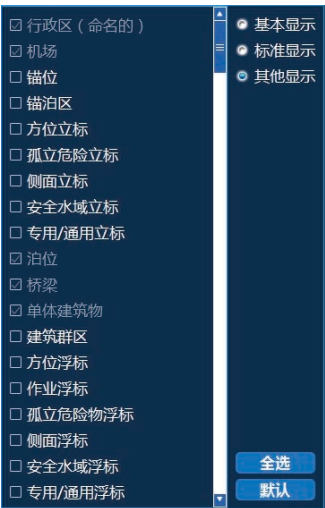 行政区（命名的）
机场
锚位
锚泊区
方位立标
孤立危险立标
侧面立标
安全水域立标
专用/通用立标
泊位
桥梁
单体建筑物
建筑群区
方位浮标
作业浮标
孤立危险物浮标
侧面浮标
安全水域浮标
专用/通用浮标
基本显示
标准显示
其他显示
全选
默认